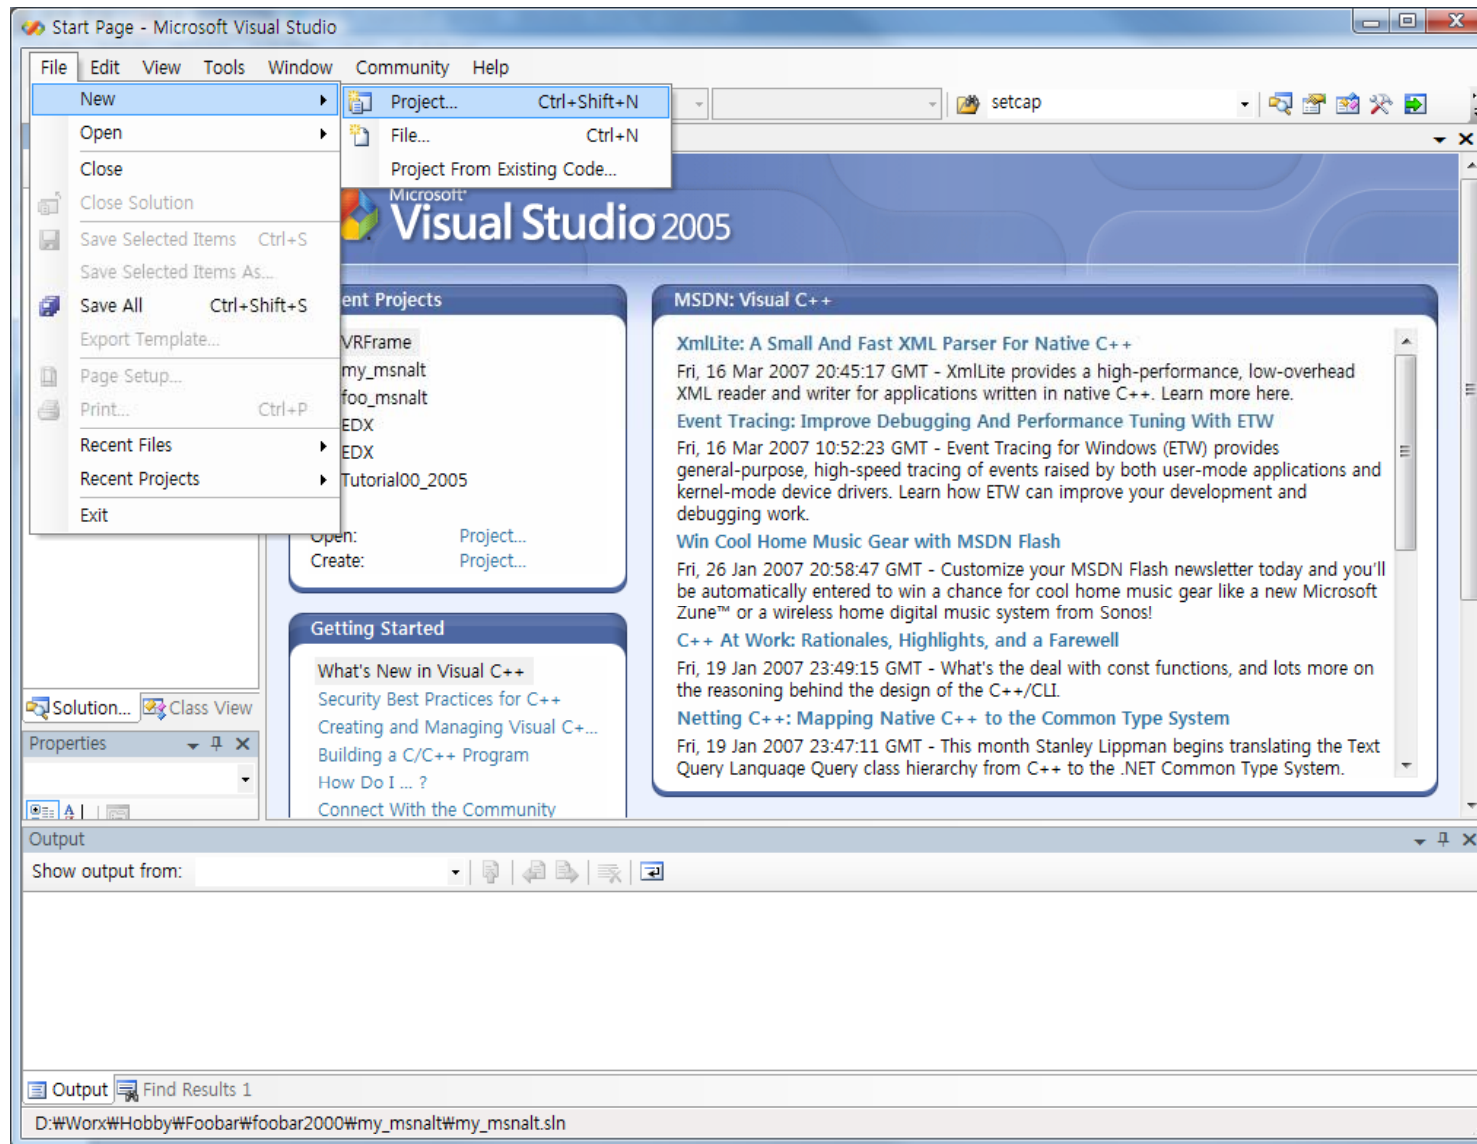 Start Page - Microsoft Visual Studio
File Edit View Tools Window Community Help
New
Project... Ctrl+Shift+N
setcap
Open
File... Ctrl+N
Close
Project From Existing Code...
Close Solution
Microsoft
Visual Studio 2005
Save Selected Items Ctrl+S
Save Selected Items As...
Save All Ctrl+Shift+S
Export Template...
Page Setup...
Print... Ctrl+P
Recent Files
Recent Projects
Exit
ent Projects
VRFrame
my_msnalt
foo_msnalt
EDX
EDX
Tutorial00_2005
Open: Project...
Create: Project...
Getting Started
What's New in Visual C++
Security Best Practices for C++
Creating and Managing Visual C+...
Building a C/C++ Program
How Do I ... ?
Connect With the Community
MSDN: Visual C++
XmlLite: A Small And Fast XML Parser For Native C++
Fri, 16 Mar 2007 20:45:17 GMT - XmlLite provides a high-performance, low-overhead
XML reader and writer for applications written in native C++. Learn more here.
Event Tracing: Improve Debugging And Performance Tuning With ETW
Fri, 16 Mar 2007 10:52:23 GMT - Event Tracing for Windows (ETW) provides
general-purpose, high-speed tracing of events raised by both user-mode applications and
kernel-mode device drivers. Learn how ETW can improve your development and
debugging work.
Win Cool Home Music Gear with MSDN Flash
Fri, 26 Jan 2007 20:58:47 GMT - Customize your MSDN Flash newsletter today and you'll
be automatically entered to win a chance for cool home music gear like a new Microsoft
Zune™ or a wireless home digital music system from Sonos!
C++ At Work: Rationales, Highlights, and a Farewell
Fri, 19 Jan 2007 23:49:15 GMT - What's the deal with const functions, and lots more on
the reasoning behind the design of the C++/CLI.
Netting C++: Mapping Native C++ to the Common Type System
Fri, 19 Jan 2007 23:47:11 GMT - This month Stanley Lippman begins translating the Text
Query Language Query class hierarchy from C++ to the .NET Common Type System.
Solution... Class View
Properties
Output
Show output from:
Output Find Results 1
D:₩Worx₩Hobby₩Foobar₩foobar2000₩my_msnalt₩my_msnalt.sln